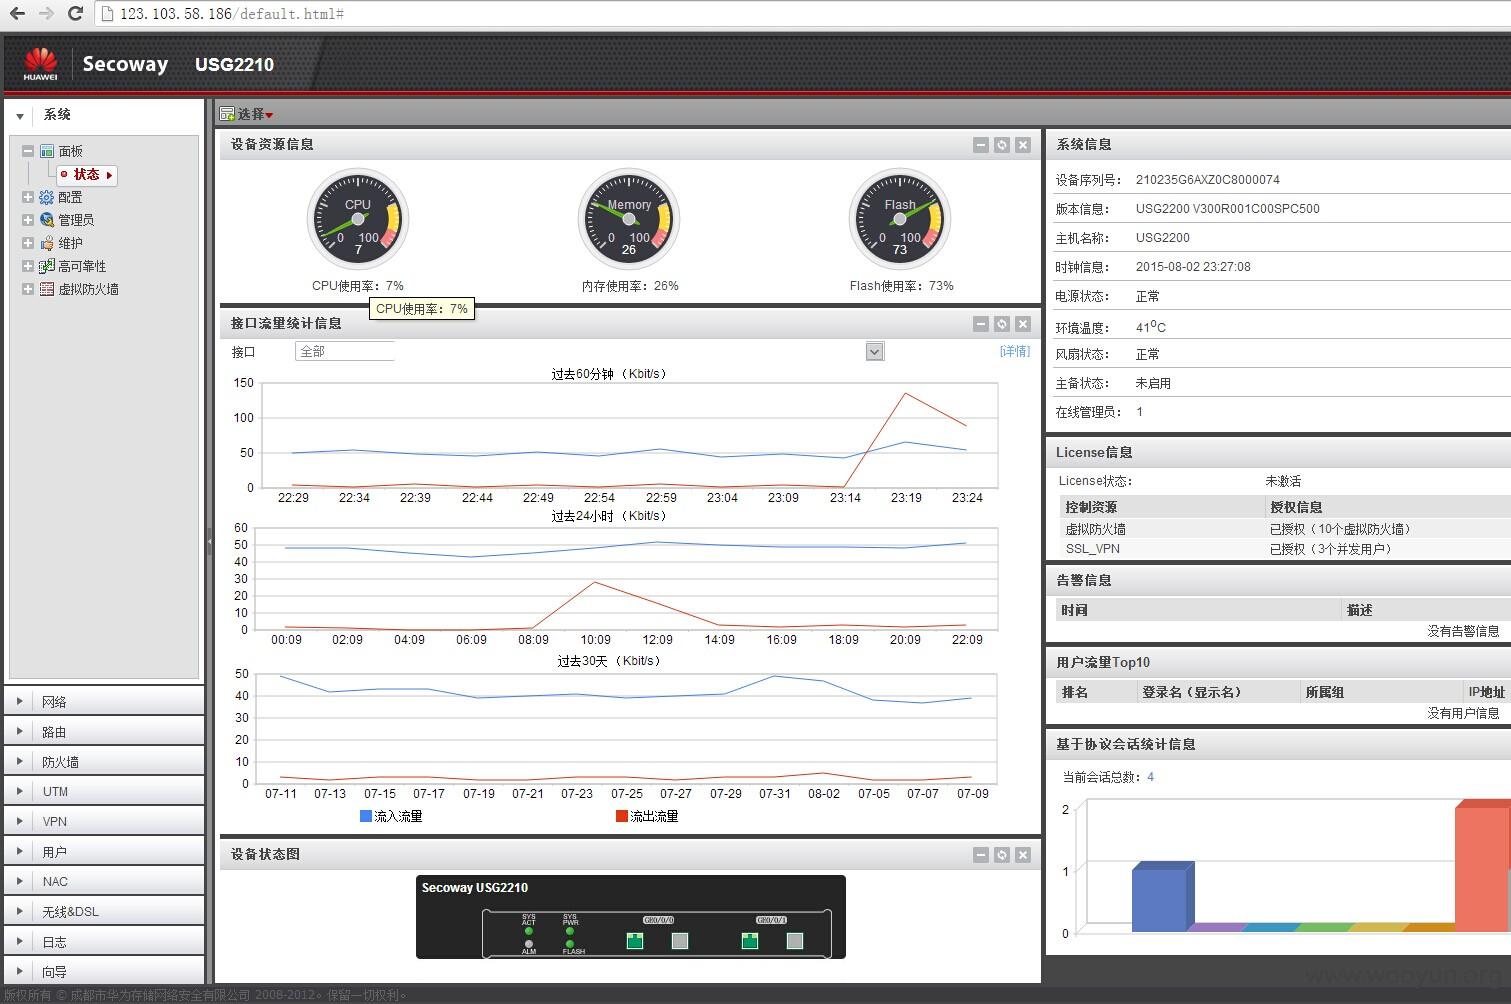 123.103.58.186/default.html#
HUAWEI
Secoway USG2210
系统
面板
状态
配置
管理员
维护
高可靠性
虚拟防火墙
网络
路由
防火墙
UTM
VPN
用户
NAC
无线&DSL
日志
向导
选择
设备资源信息
CPU
0 100
7
Memory
0 100
26
Flash
0 100
73
CPU使用率：7%
内存使用率：26%
Flash使用率：73%
CPU使用率：7%
接口流量统计信息
接口
全部
[详情]
过去60分钟（Kbit/s）
150
100
50
0
22:29 22:34 22:39 22:44 22:49 22:54 22:59 23:04 23:09 23:14 23:19 23:24
过去24小时（Kbit/s）
60
50
40
30
20
10
0
00:09 02:09 04:09 06:09 08:09 10:09 12:09 14:09 16:09 18:09 20:09 22:09
过去30天（Kbit/s）
50
40
30
20
10
0
07-11 07-13 07-15 07-17 07-19 07-21 07-23 07-25 07-27 07-29 07-31 08-02 07-05 07-07 07-09
流入流量 流出流量
设备状态图
Secoway USG2210
SYS ACT
SYS PWR
GE0/0/0
GE0/0/1
ALM
FLASH
系统信息
设备序列号： 210235G6AXZ0C8000074
版本信息： USG2200 V300R001C00SPC500
主机名称： USG2200
时钟信息： 2015-08-02 23:27:08
电源状态： 正常
环境温度： 41⁰C
风扇状态： 正常
主备状态： 未启用
在线管理员： 1
License信息
License状态： 未激活
控制资源 授权信息
虚拟防火墙 已授权（10个虚拟防火墙）
SSL_VPN 已授权（3个并发用户）
告警信息
时间 描述
没有告警信息
用户流量Top10
排名 登录名（显示名） 所属组 IP地址
没有用户信息
基于协议会话统计信息
当前会话总数：4
2
1
0
www.wooyun.org
版权所有 © 成都市华为存储网络安全有限公司 2008-2012。保留一切权利。